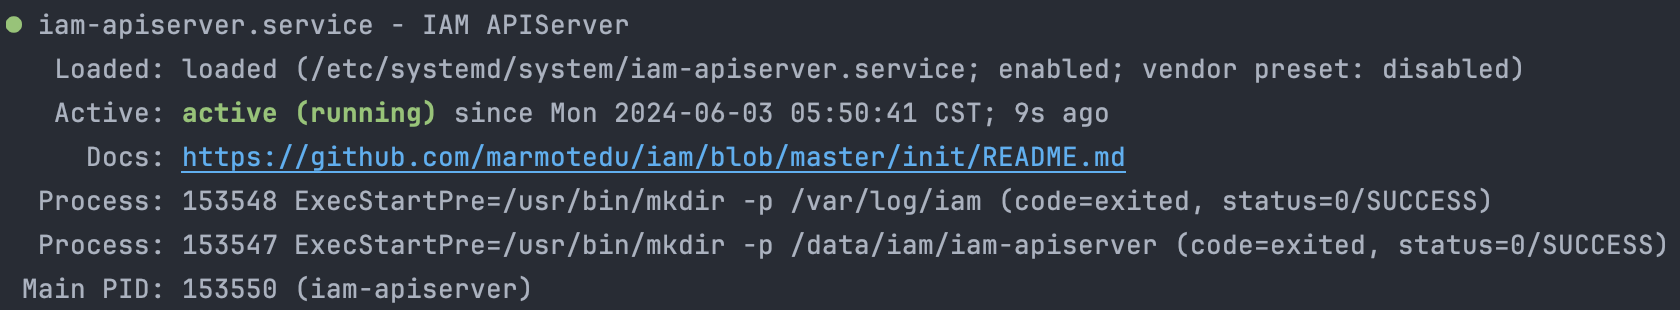 ● iam-apiserver.service - IAM APIServer
Loaded: loaded (/etc/systemd/system/iam-apiserver.service; enabled; vendor preset: disabled)
Active: active (running) since Mon 2024-06-03 05:50:41 CST; 9s ago
Docs: https://github.com/marmotedu/iam/blob/master/init/README.md
Process: 153548 ExecStartPre=/usr/bin/mkdir -p /var/log/iam (code=exited, status=0/SUCCESS)
Process: 153547 ExecStartPre=/usr/bin/mkdir -p /data/iam/iam-apiserver (code=exited, status=0/SUCCESS)
Main PID: 153550 (iam-apiserver)